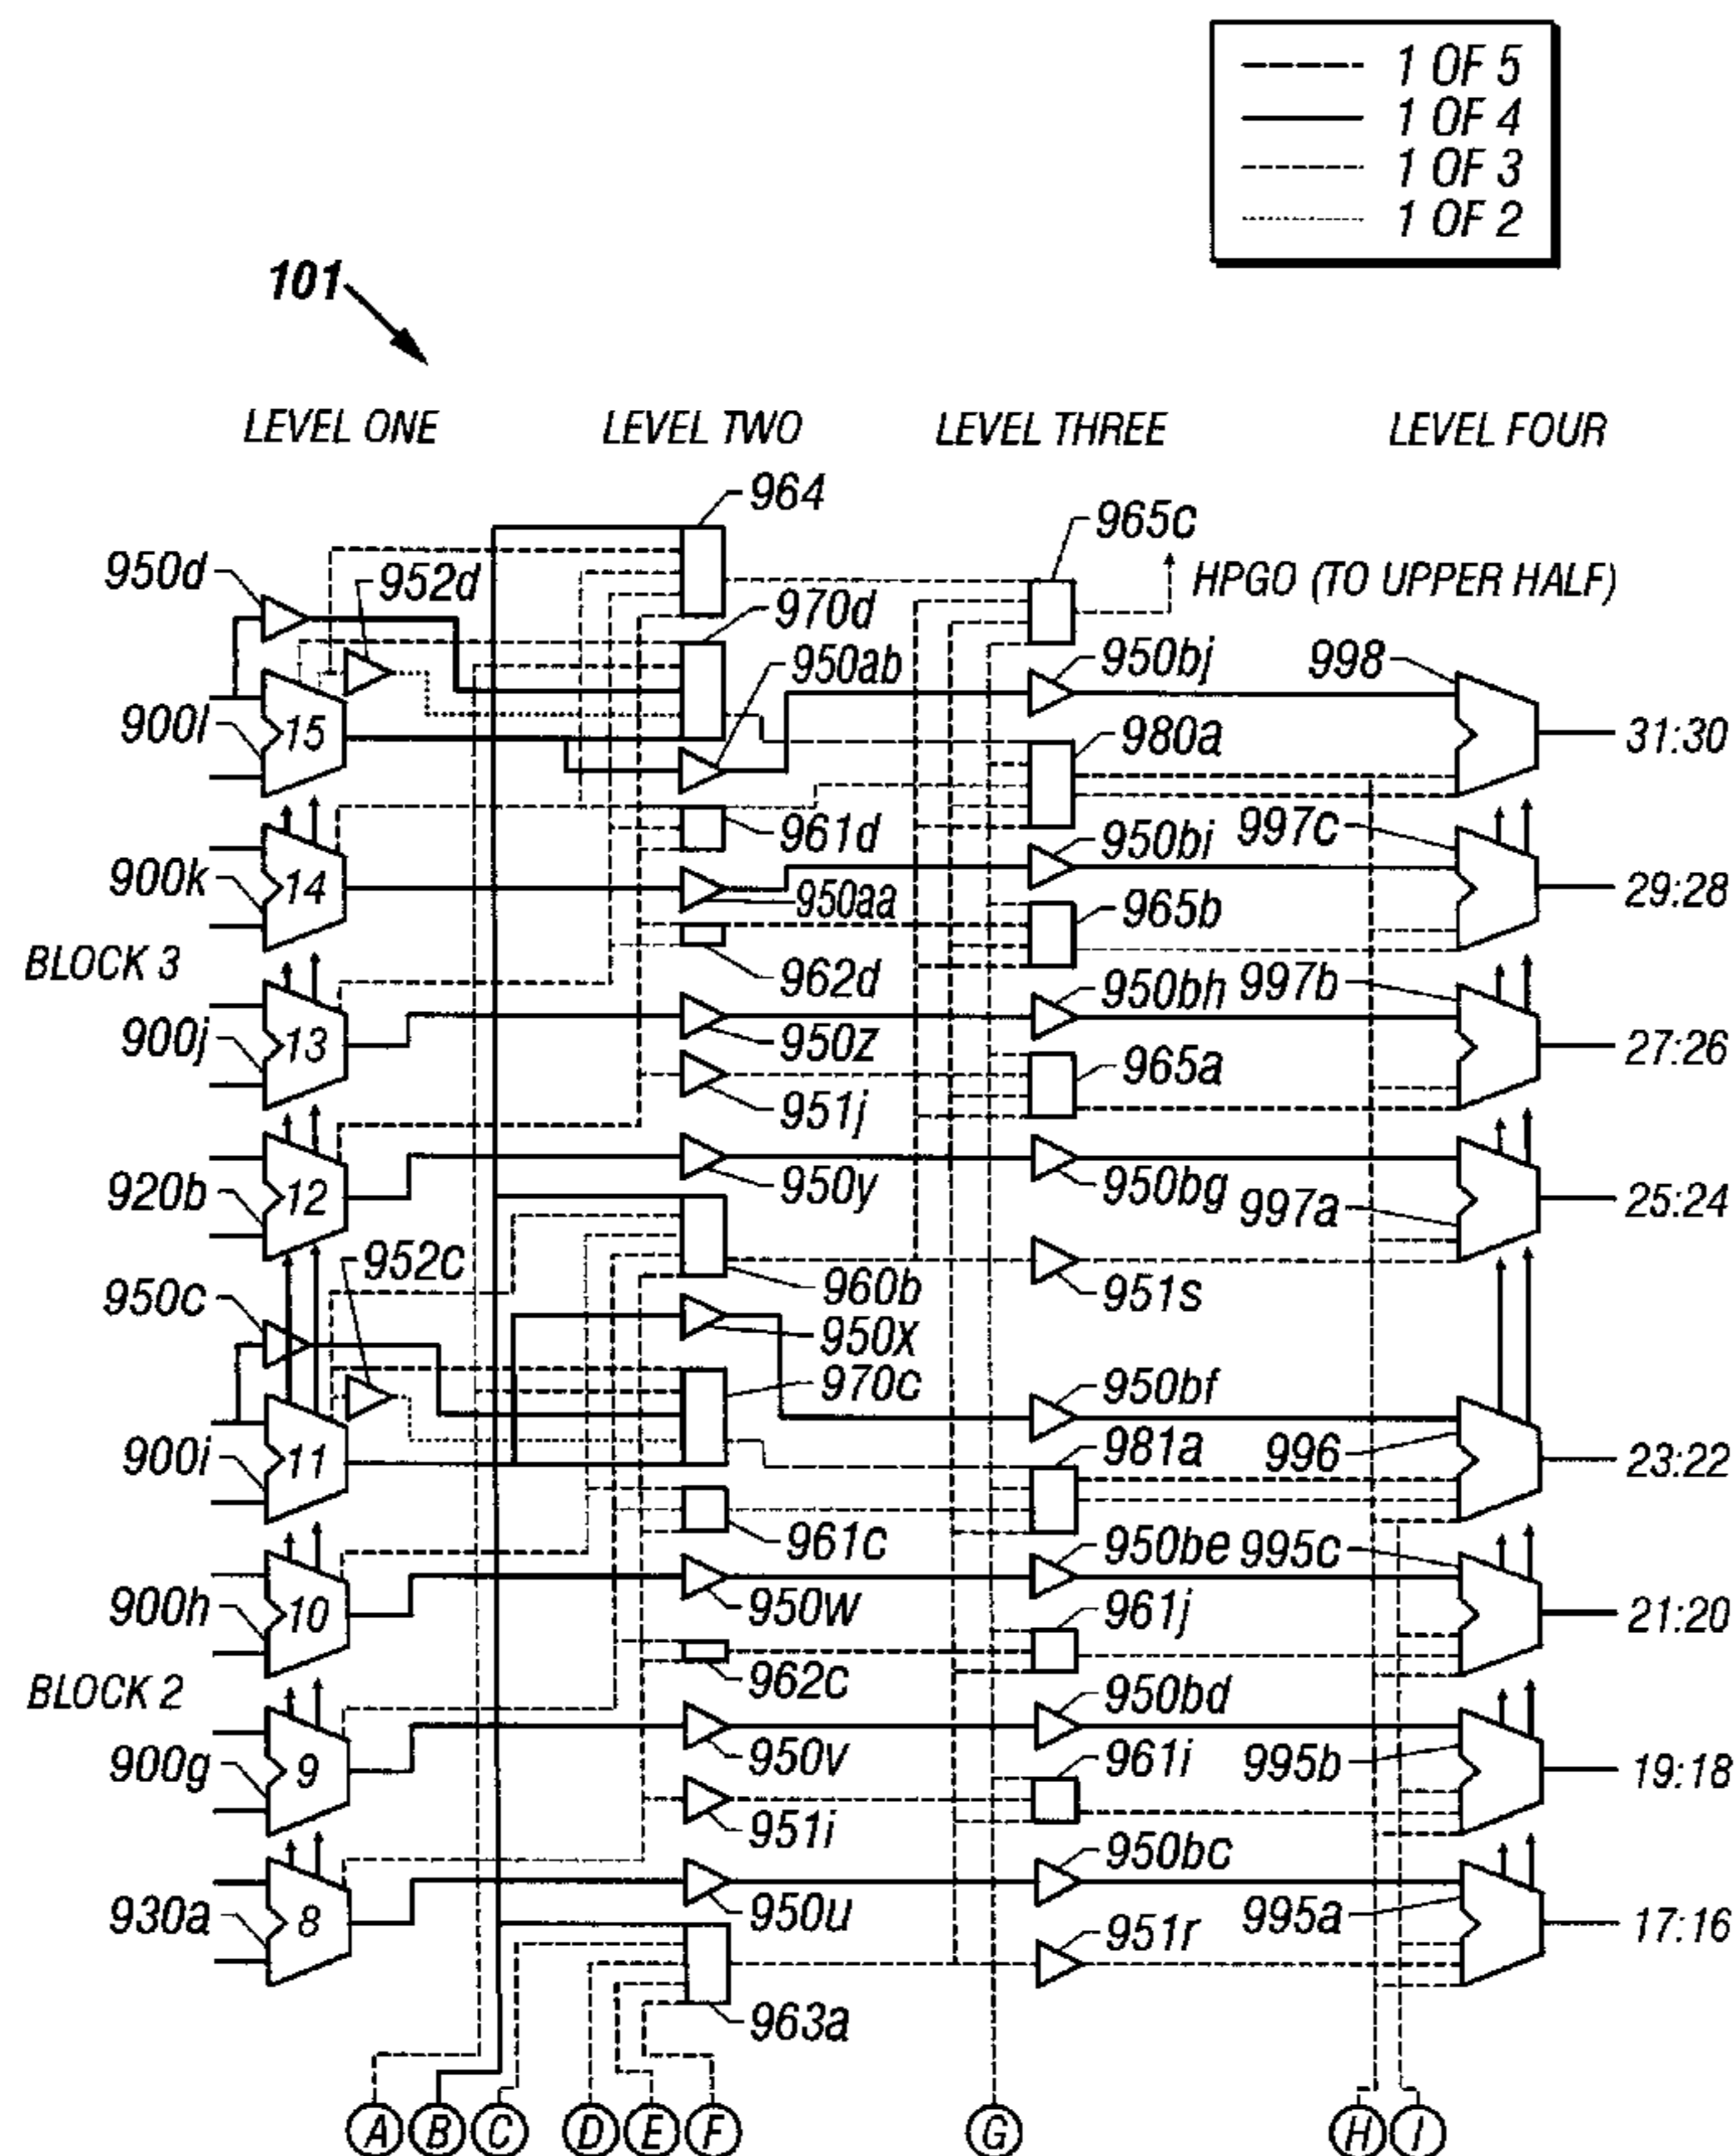 1 OF 5
1 OF 4
1 OF 3
1 OF 2
101
LEVEL ONE
LEVEL TWO
LEVEL THREE
LEVEL FOUR
964
965c
950d
952d
HPGO (TO UPPER HALF)
970d
950ab
950bj
998
900l
15
980a
31:30
961d
950bi
997c
900k
14
950aa
965b
29:28
BLOCK 3
962d
950bh
997b
900j
13
950z
965a
27:26
951j
920b
12
950y
950bg
997a
25:24
952c
950c
960b
951s
950x
970c
950bf
900i
11
981a
996
23:22
961c
950be
995c
900h
10
950w
961j
21:20
BLOCK 2
962c
950bd
900g
9
950v
961i
995b
19:18
951i
950bc
930a
8
950u
951r
995a
17:16
963a
A
B
C
D
E
F
G
H
I